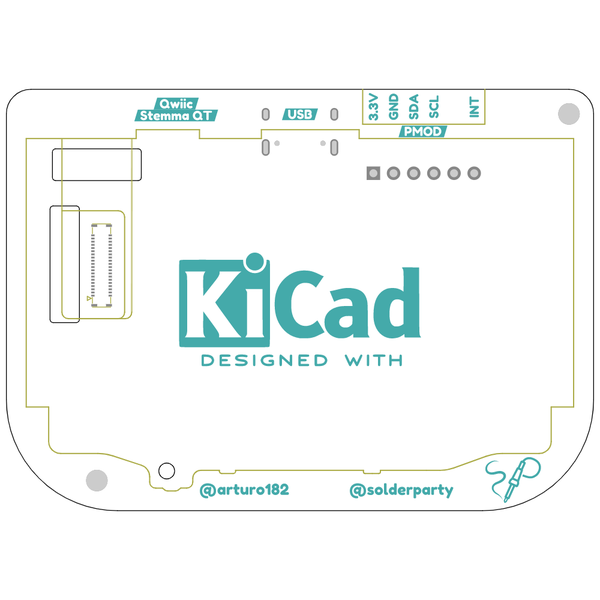 Qwiic
Stemma QT
USB
3.3V
GND
SDA
SCL
INT
PMOD
KiCad
DESIGNED WITH
@arturo182
@solderparty